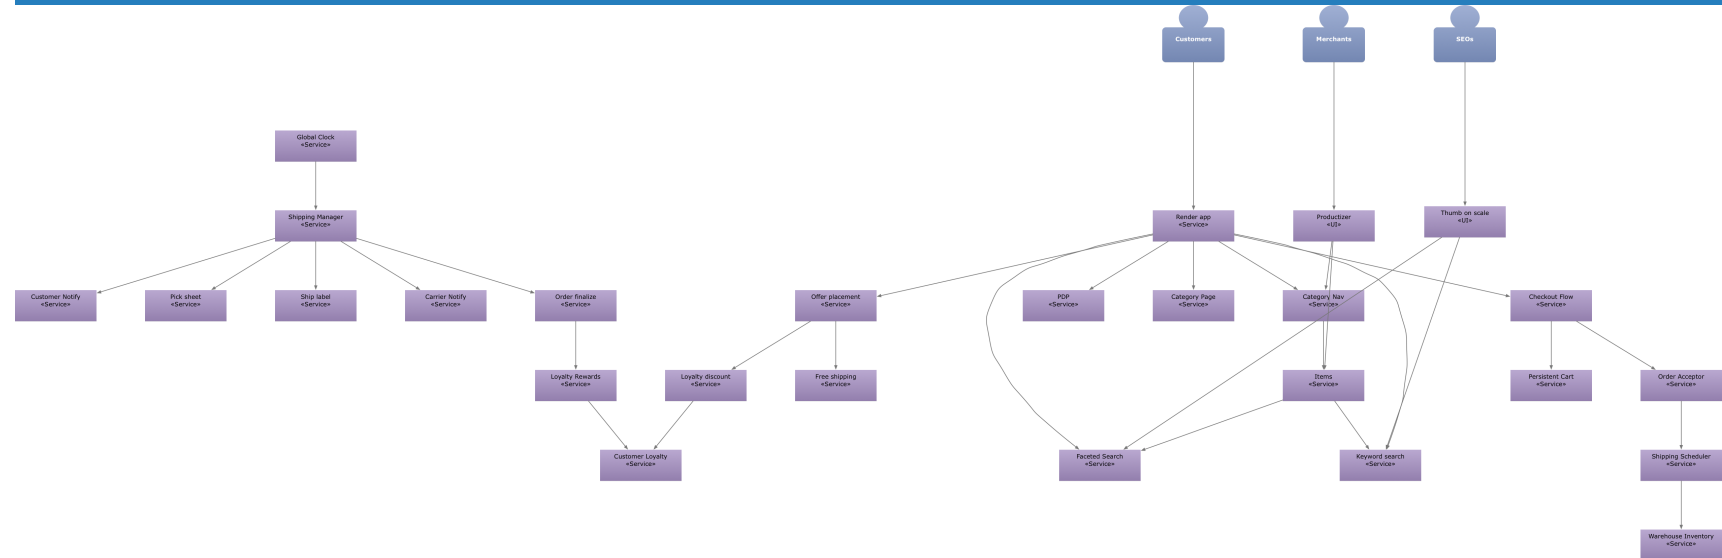 Customers
Merchants
SEOs
Global Clock
«Service»
Shipping Manager
«Service»
Render app
«Service»
Productizer
«UI»
Thumb on scale
«UI»
Customer Notify
«Service»
Pick sheet
«Service»
Ship label
«Service»
Carrier Notify
«Service»
Order finalize
«Service»
Offer placement
«Service»
PDP
«Service»
Category Page
«Service»
Category Nav
«Service»
Checkout Flow
«Service»
Loyalty Rewards
«Service»
Loyalty discount
«Service»
Free shipping
«Service»
Items
«Service»
Persistent Cart
«Service»
Order Acceptor
«Service»
Customer Loyalty
«Service»
Faceted Search
«Service»
Keyword search
«Service»
Shipping Scheduler
«Service»
Warehouse Inventory
«Service»